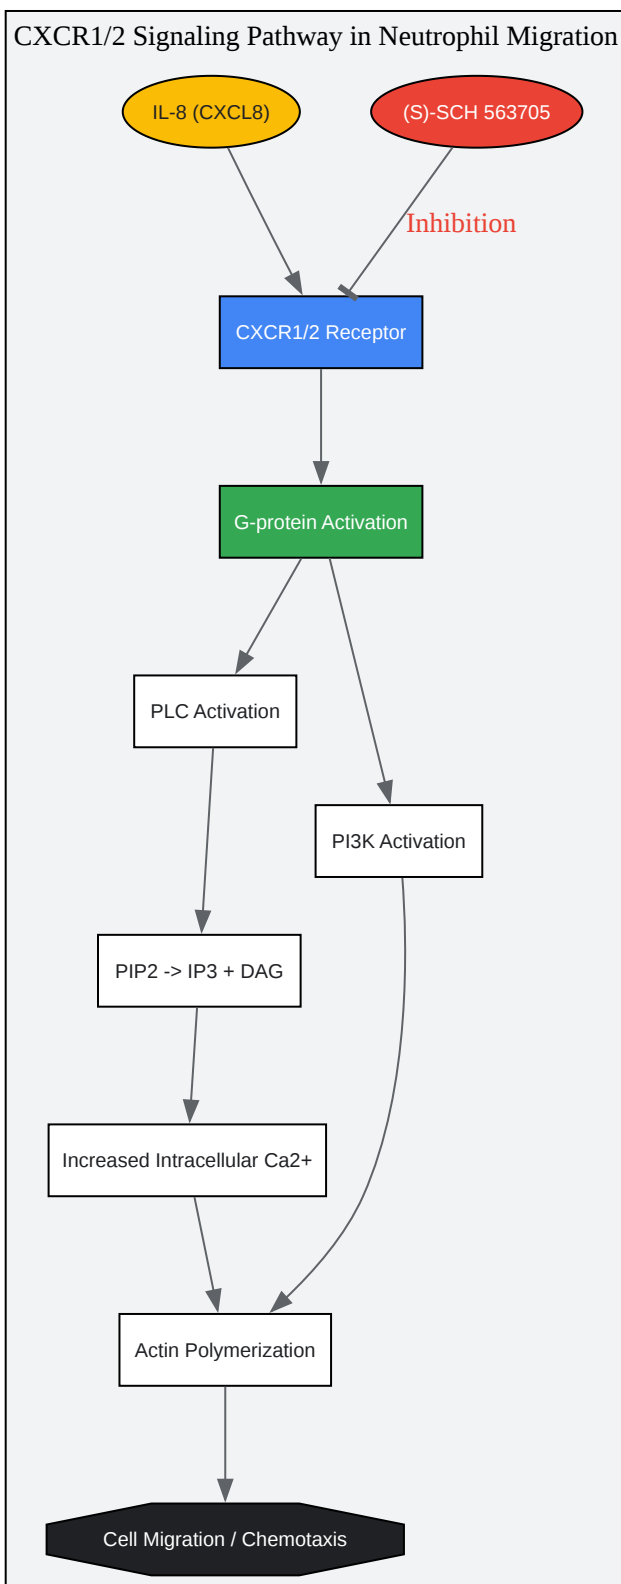 CXCR1/2 Signaling Pathway in Neutrophil Migration
IL-8 (CXCL8)
(S)-SCH 563705
Inhibition
CXCR1/2 Receptor
G-protein Activation
PLC Activation
PI3K Activation
PIP2 -> IP3 + DAG
Increased Intracellular Ca2+
Actin Polymerization
Cell Migration / Chemotaxis